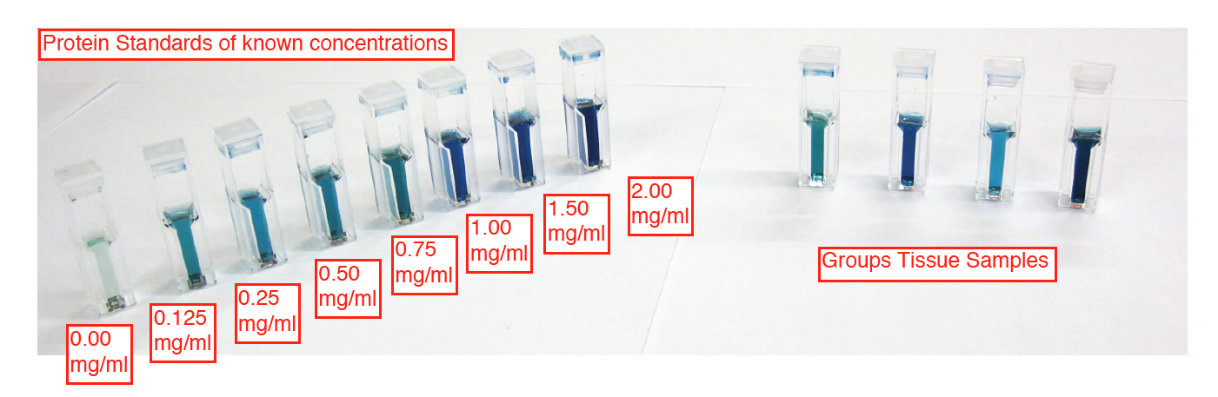 Protein Standards of known concentrations
0.00
mg/ml
0.125
mg/ml
0.25
mg/ml
0.50
mg/ml
0.75
mg/ml
1.00
mg/ml
1.50
mg/ml
2.00
mg/ml
Groups Tissue Samples